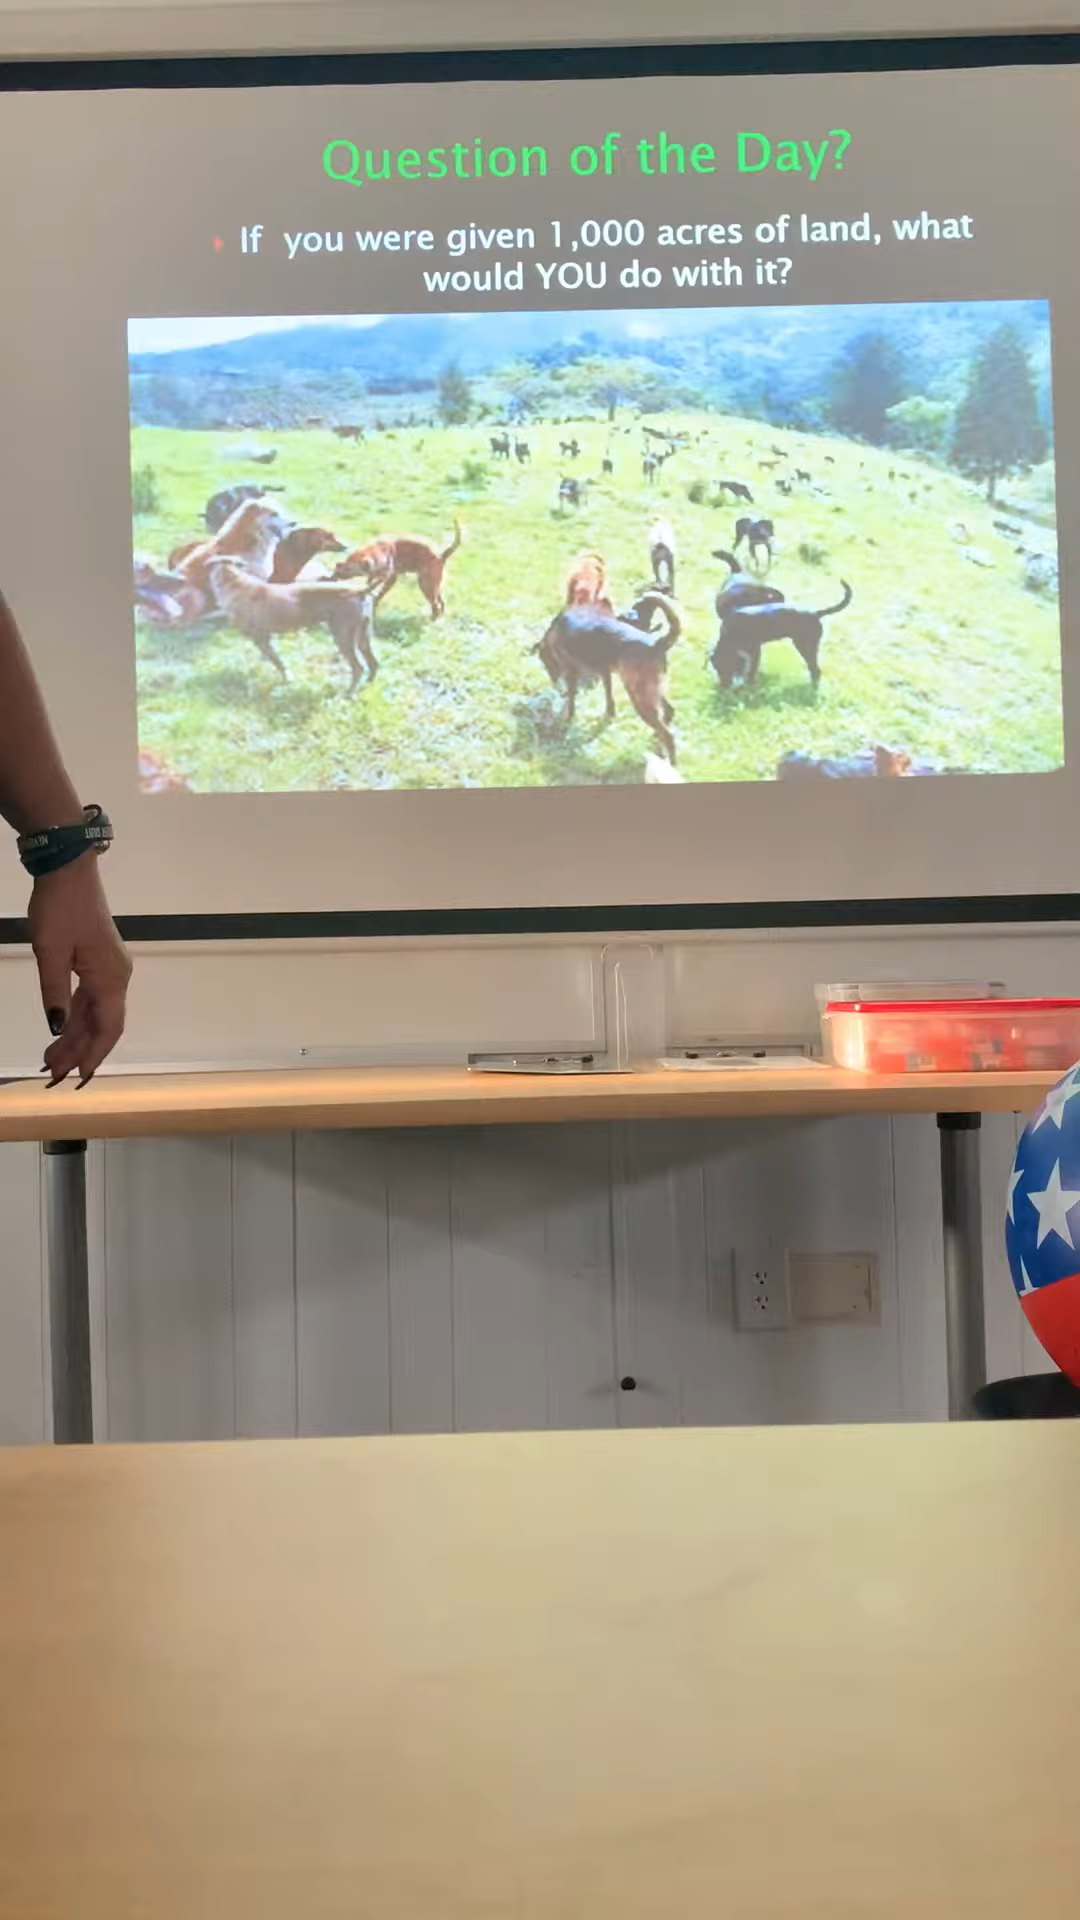 Question of the Day?
If you were given 1,000 acres of land, what
would YOU do with it?